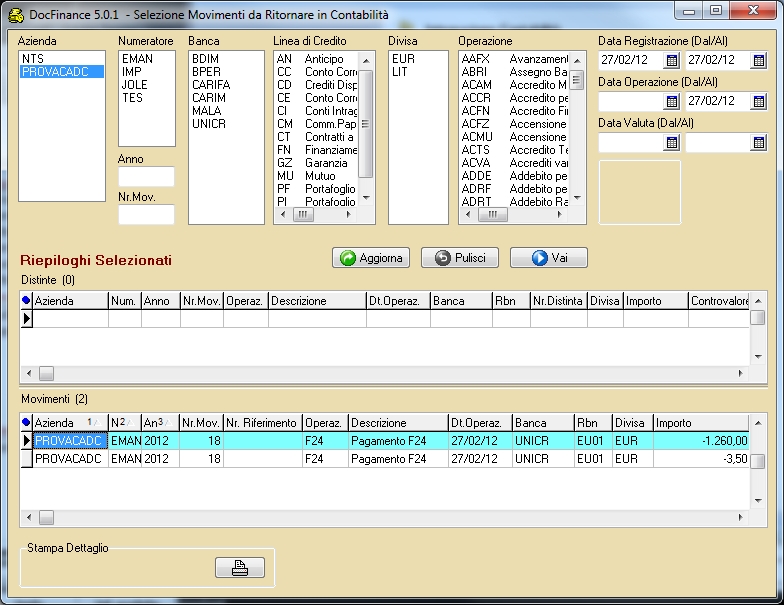 DocFinance 5.0.1 - Selezione Movimenti da Ritornare in Contabilità
Azienda
NTS
PROVACADC
Numeratore
EMAN
IMP
JOLE
TES
Anno
Nr.Mov.
Banca
BDIM
BPER
CARIFA
CARIM
MALA
UNICR
Linea di Credito
AN Anticipo
CC Conto Corr
CD Crediti Disp
CE Conto Corr
CI Conti Intrag
CM Comm.Pap
CT Contratti a
FN Finanziame
GZ Garanzia
MU Mutuo
PF Portafoglio
PI Portafoglio
Divisa
EUR
LIT
Operazione
AAFX Avanzament
ABRI Assegno Ba
ACAM Accredito M
ACCR Accredito pe
ACFN Accredito Fi
ACFZ Accensione
ACMU Accensione
ACTS Accredito Te
ACVA Accrediti var
ADDE Addebito pe
ADRF Addebito pe
ADRT Addebito Ra
Data Registrazione (Dal/Al)
27/02/12 27/02/12
Data Operazione (Dal/Al)
27/02/12
Data Valuta (Dal/Al)
Riepiloghi Selezionati
Aggiorna Pulisci Vai
Distinte (0)
Azienda Num. Anno Nr.Mov. Operaz. Descrizione Dt.Operaz. Banca Rbn Nr.Distinta Divisa Importo Controvalore
Movimenti (2)
Azienda 1 N 2 An 3 Nr.Mov. Nr. Riferimento Operaz. Descrizione Dt.Operaz. Banca Rbn Divisa Importo
PROVACADC EMAN 2012 18 F24 Pagamento F24 27/02/12 UNICR EU01 EUR -1.260,00
PROVACADC EMAN 2012 18 F24 Pagamento F24 27/02/12 UNICR EU01 EUR -3,50
Stampa Dettaglio